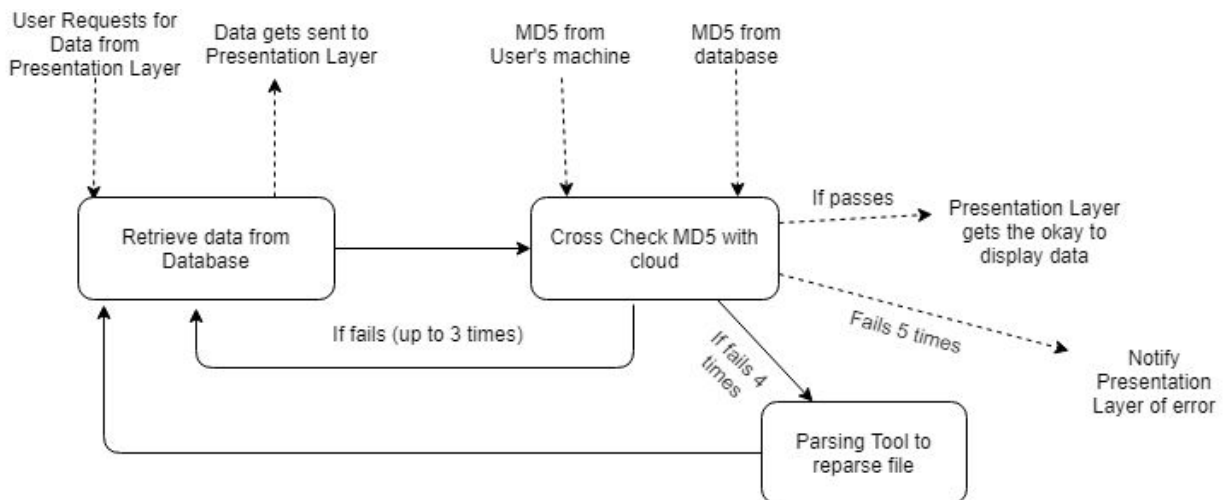 User Requests for
Data from
Presentation Layer
Data gets sent to
Presentation Layer
MD5 from
User's machine
MD5 from
database
Retrieve data from
Database
Cross Check MD5 with
cloud
If passes
Presentation Layer
gets the okay to
display data
If fails (up to 3 times)
If fails 4
times
Fails 5 times
Notify
Presentation
Layer of error
Parsing Tool to
reparse file